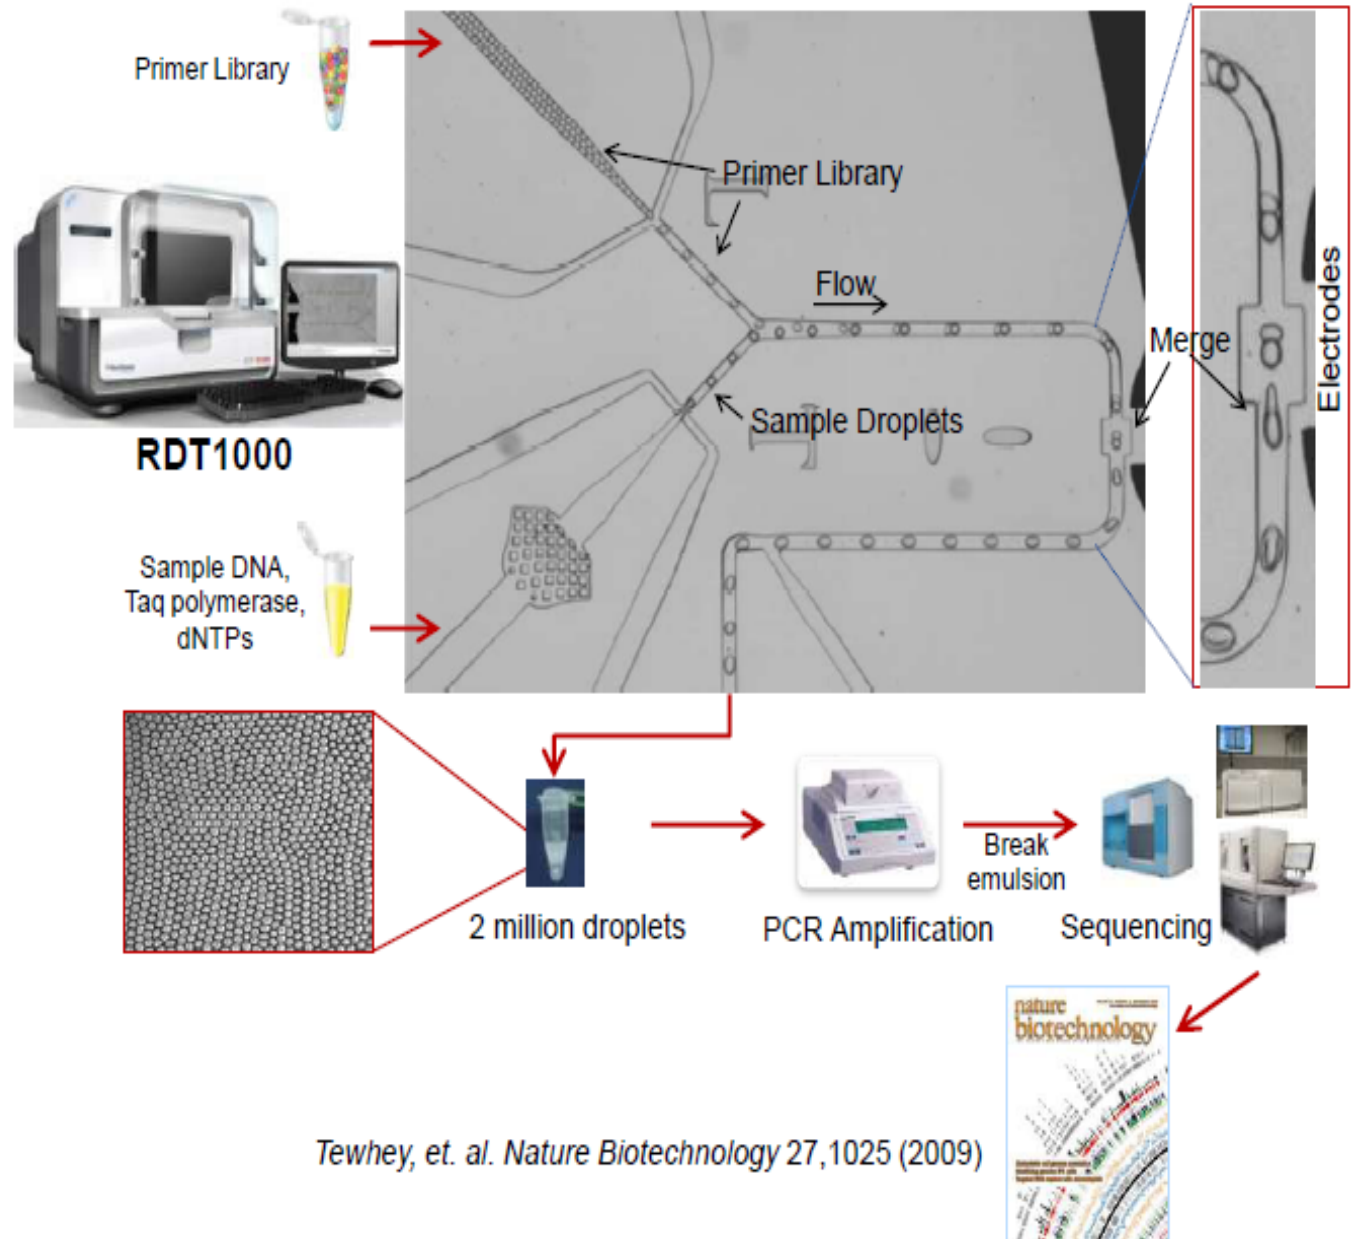 Primer Library
Primer Library
Flow
Merge
Electrodes
Sample Droplets
RDT1000
Sample DNA,
Taq polymerase,
dNTPs
2 million droplets
PCR Amplification
Break
emulsion
Sequencing
nature
biotechnology
Tewhey, et. al. Nature Biotechnology 27,1025 (2009)